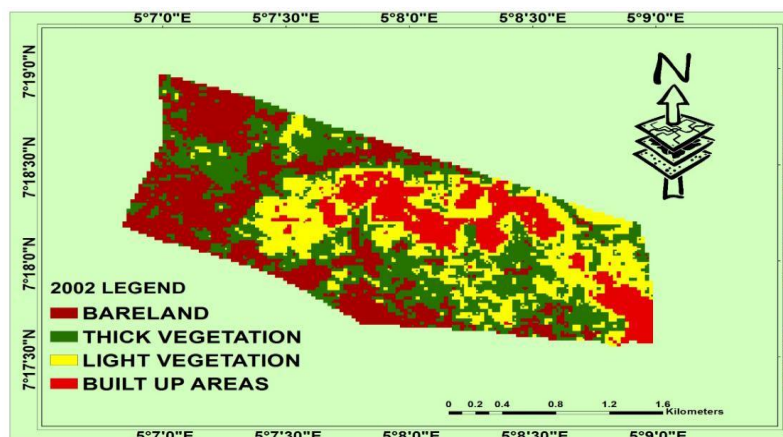 5°7'0"E 5°7'30"E 5°8'0"E 5°8'30"E 5°9'0"E
7°19'0"N
7°18'30"N
7°18'0"N
7°17'30"N
N
2002 LEGEND
BARELAND
THICK VEGETATION
LIGHT VEGETATION
BUILT UP AREAS
0 0.2 0.4 0.8 1.2 1.6
Kilometers
5°7'0"E 5°7'30"E 5°8'0"E 5°8'30"E 5°9'0"E